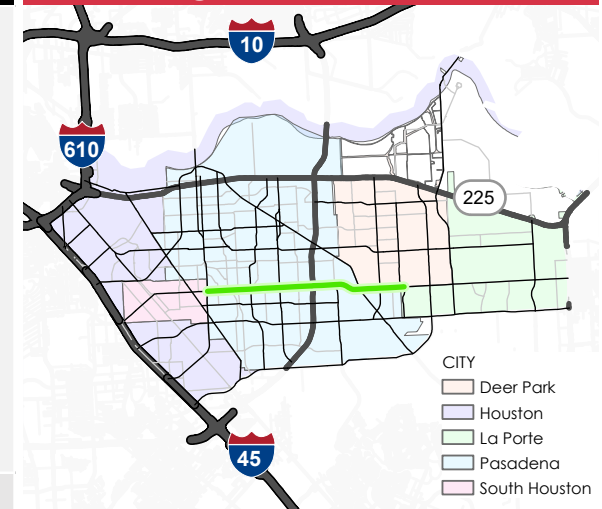 10
610
225
CITY
Deer Park
Houston
La Porte
Pasadena
South Houston
45